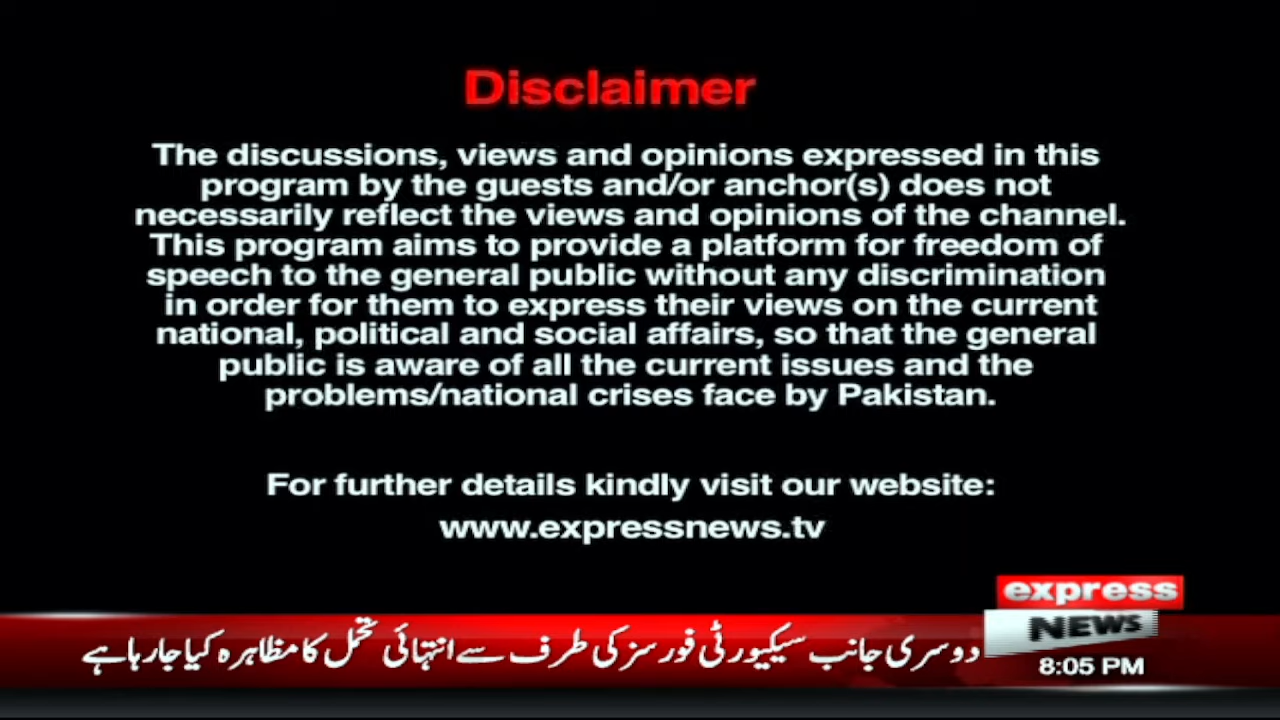 Disclaimer
The discussions, views and opinions expressed in this
program by the guests and/or anchor(s) does not
necessarily reflect the views and opinions of the channel.
This program aims to provide a platform for freedom of
speech to the general public without any discrimination
in order for them to express their views on the current
national, political and social affairs, so that the general
public is aware of all the current issues and the
problems/national crises face by Pakistan.
For further details kindly visit our website:
www.expressnews.tv
express
NEWS
دوسری جانب سیکیورٹی فورسز کی طرف سے انتہائی تحمل کا مظاہرہ کیا جا رہا ہے
8:05 PM